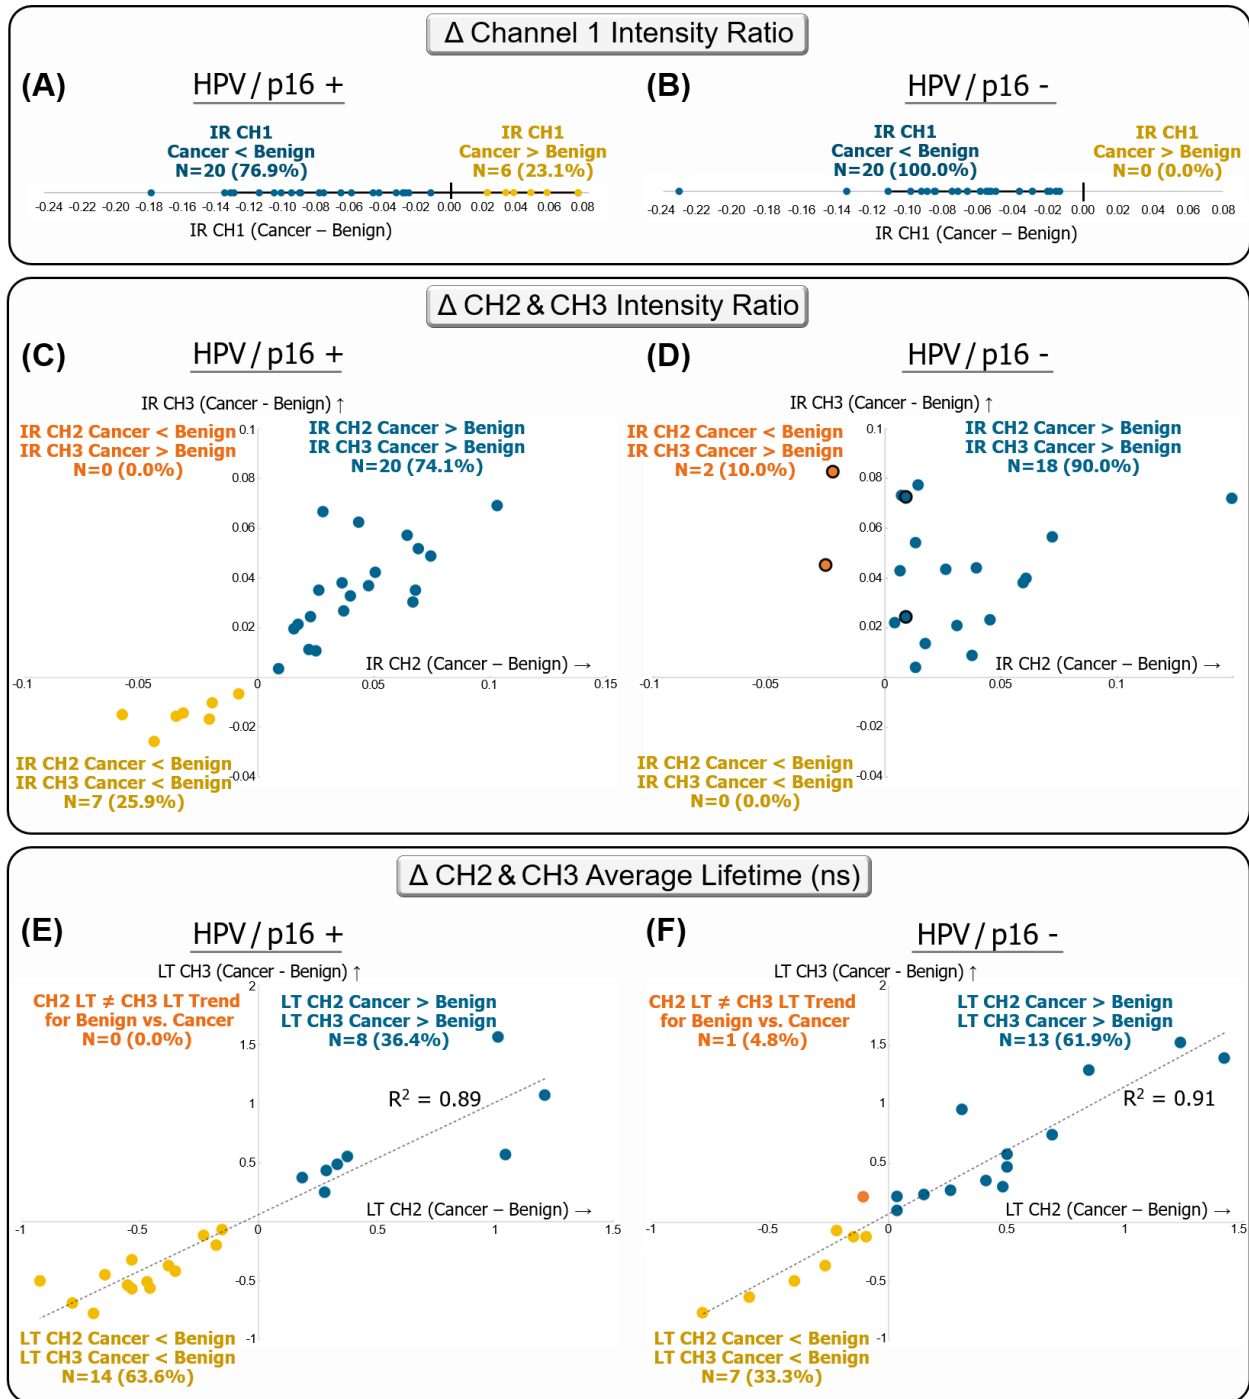 Δ Channel 1 Intensity Ratio
(A)
HPV / p16 +
IR CH1
Cancer < Benign
N=20 (76.9%)
IR CH1
Cancer > Benign
N=6 (23.1%)
-0.24 -0.22 -0.20 -0.18 -0.16 -0.14 -0.12 -0.10 -0.08 -0.06 -0.04 -0.02 0.00 0.02 0.04 0.06 0.08
IR CH1 (Cancer – Benign)
(B)
HPV / p16 -
IR CH1
Cancer < Benign
N=20 (100.0%)
IR CH1
Cancer > Benign
N=0 (0.0%)
-0.24 -0.22 -0.20 -0.18 -0.16 -0.14 -0.12 -0.10 -0.08 -0.06 -0.04 -0.02 0.00 0.02 0.04 0.06 0.08
IR CH1 (Cancer – Benign)
Δ CH2 & CH3 Intensity Ratio
(C)
HPV / p16 +
IR CH3 (Cancer - Benign) ↑
IR CH2 Cancer < Benign
IR CH3 Cancer > Benign
N=0 (0.0%)
IR CH2 Cancer > Benign
IR CH3 Cancer > Benign
N=20 (74.1%)
0.1
0.08
0.06
0.04
0.02
IR CH2 (Cancer – Benign) →
-0.1 -0.05 0 0.05 0.1 0.15
-0.02
-0.04
IR CH2 Cancer < Benign
IR CH3 Cancer < Benign
N=7 (25.9%)
(D)
HPV / p16 -
IR CH3 (Cancer - Benign) ↑
IR CH2 Cancer < Benign
IR CH3 Cancer > Benign
N=2 (10.0%)
IR CH2 Cancer > Benign
IR CH3 Cancer > Benign
N=18 (90.0%)
0.1
0.08
0.06
0.04
0.02
IR CH2 (Cancer – Benign) →
-0.1 -0.05 0 0.05 0.1
-0.02
-0.04
IR CH2 Cancer < Benign
IR CH3 Cancer < Benign
N=0 (0.0%)
Δ CH2 & CH3 Average Lifetime (ns)
(E)
HPV / p16 +
LT CH3 (Cancer - Benign) ↑
CH2 LT ≠ CH3 LT Trend
for Benign vs. Cancer
N=0 (0.0%)
LT CH2 Cancer > Benign
LT CH3 Cancer > Benign
N=8 (36.4%)
2
1.5
R² = 0.89
1
0.5
LT CH2 (Cancer – Benign) →
-1 -0.5 0 0.5 1 1.5
-0.5
-1
LT CH2 Cancer < Benign
LT CH3 Cancer < Benign
N=14 (63.6%)
(F)
HPV / p16 -
LT CH3 (Cancer - Benign) ↑
CH2 LT ≠ CH3 LT Trend
for Benign vs. Cancer
N=1 (4.8%)
LT CH2 Cancer > Benign
LT CH3 Cancer > Benign
N=13 (61.9%)
2
1.5
R² = 0.91
1
0.5
LT CH2 (Cancer – Benign) →
-1 -0.5 0 0.5 1 1.5
-0.5
-1
LT CH2 Cancer < Benign
LT CH3 Cancer < Benign
N=7 (33.3%)